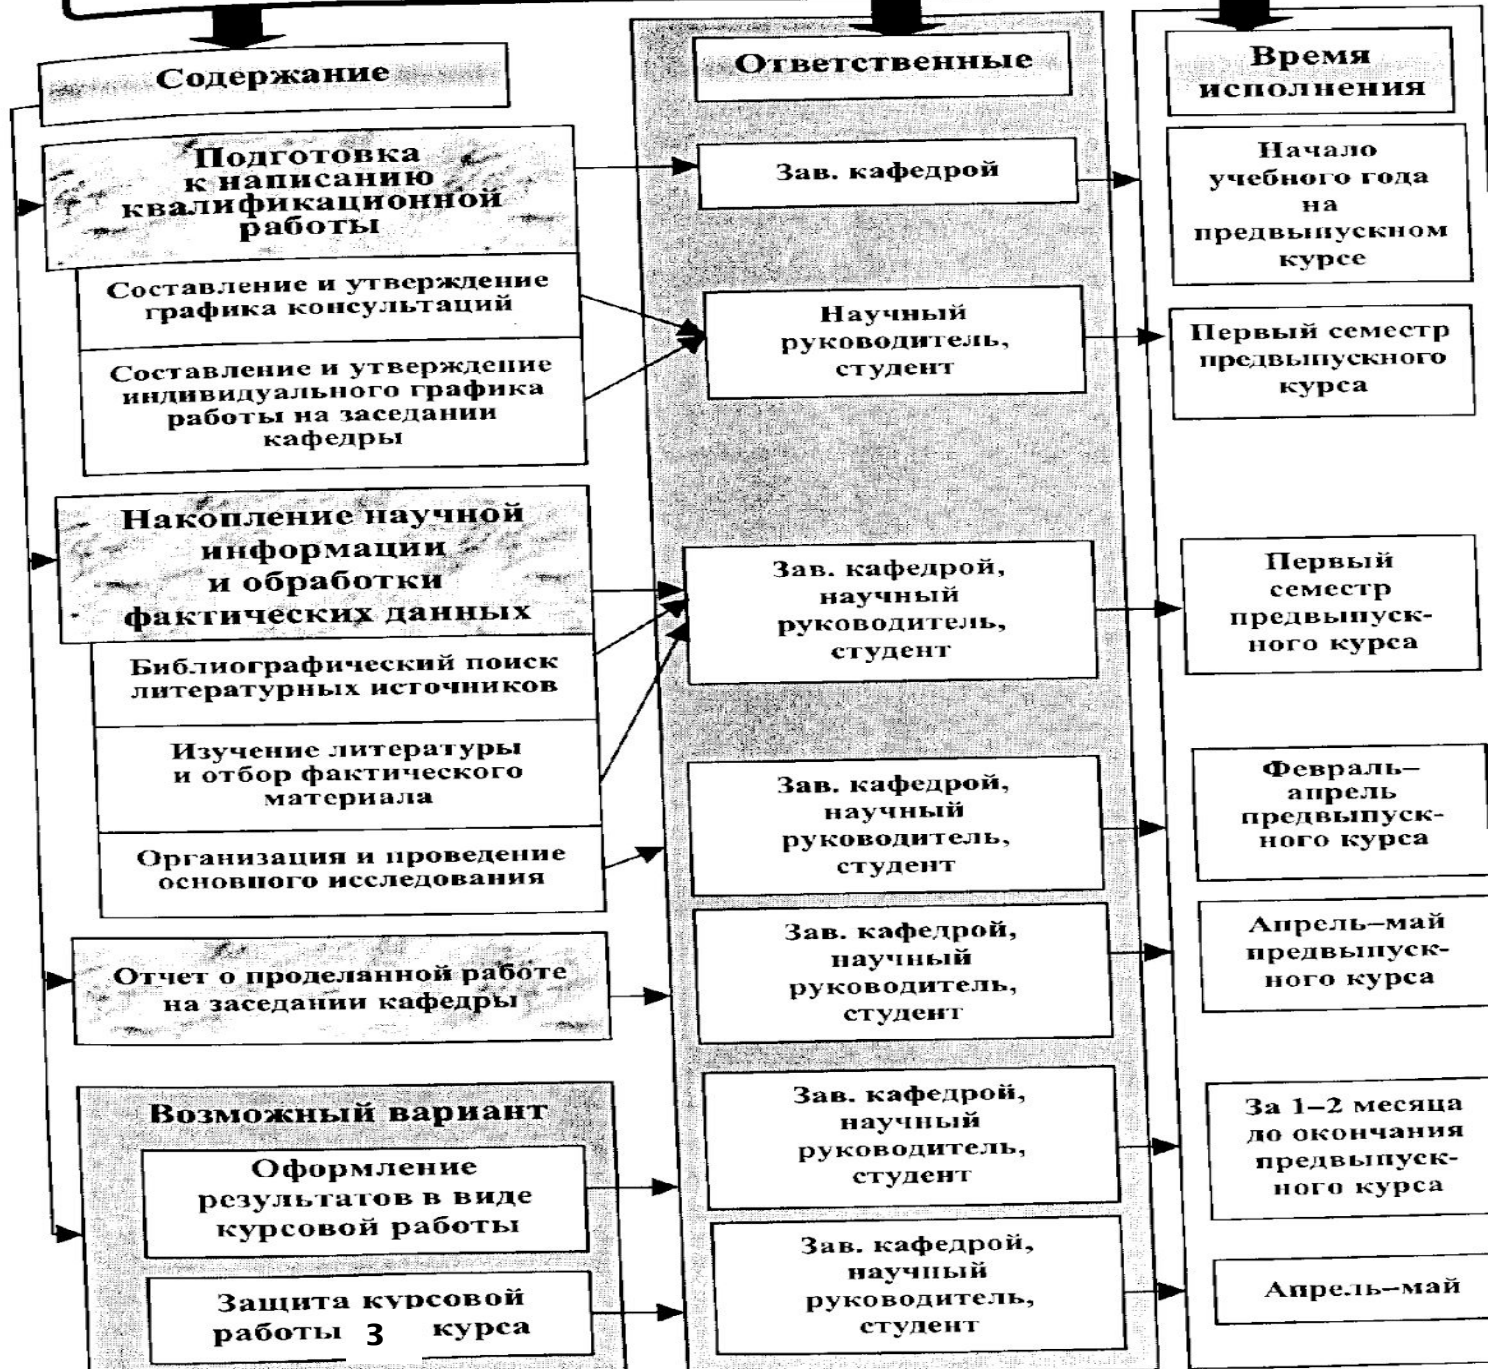 Содержание
Ответственные
Время
исполнения
Подготовка
к написанию
квалификационной
работы
Зав. кафедрой
Начало
учебного года
на
предвыпускном
курсе
Составление и утверждение
графика консультаций
Составление и утверждение
индивидуального графика
работы на заседании
кафедры
Научный
руководитель,
студент
Первый семестр
предвыпускного
курса
Накопление научной
информации
и обработки
фактических данных
Библиографический поиск
литературных источников
Изучение литературы
и отбор фактического
материала
Зав. кафедрой,
научный
руководитель,
студент
Первый
семестр
предвыпуск-
ного курса
Организация и проведение
основного исследования
Зав. кафедрой,
научный
руководитель,
студент
Февраль–
апрель
предвыпуск-
ного курса
Отчет о проделанной работе
на заседании кафедры
Зав. кафедрой,
научный
руководитель,
студент
Апрель–май
предвыпуск-
ного курса
Возможный вариант
Оформление
результатов в виде
курсовой работы
Зав. кафедрой,
научный
руководитель,
студент
За 1–2 месяца
до окончания
предвыпуск-
ного курса
Защита курсовой
работы 3 курса
Зав. кафедрой,
научный
руководитель,
студент
Апрель–май